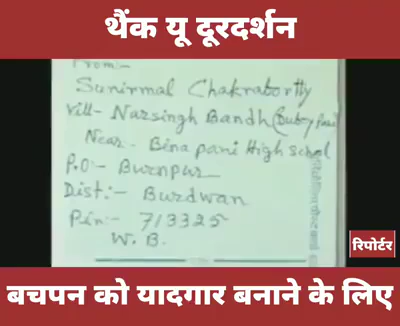 थैंक यू दूरदर्शन
From:-
Sunirmal Chakrabortty
Vill- Narsingh Bandh
Near - Bina pani High school
P.O:- Burnpur
Dist:- Burdwan
Pin:- 713325
W.B.
रिपोर्टर
बचपन को यादगार बनाने के लिए